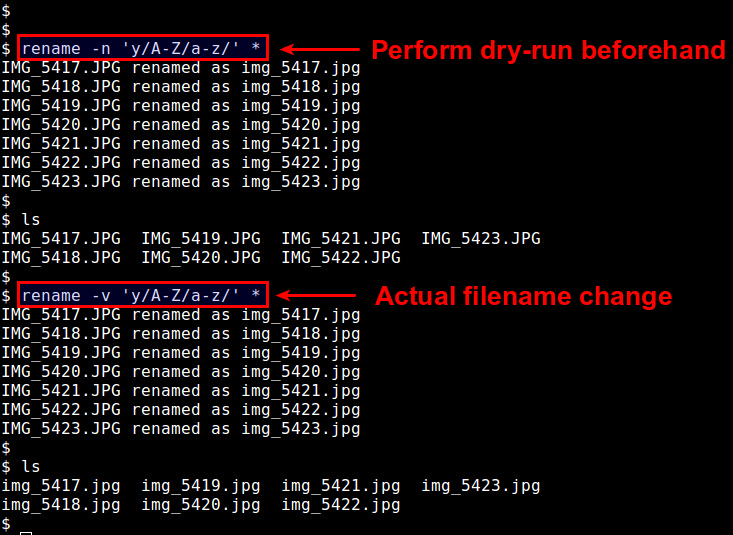 $
$
$ rename -n 'y/A-Z/a-z/' * Perform dry-run beforehand
IMG_5417.JPG renamed as img_5417.jpg
IMG_5418.JPG renamed as img_5418.jpg
IMG_5419.JPG renamed as img_5419.jpg
IMG_5420.JPG renamed as img_5420.jpg
IMG_5421.JPG renamed as img_5421.jpg
IMG_5422.JPG renamed as img_5422.jpg
IMG_5423.JPG renamed as img_5423.jpg
$
$ ls
IMG_5417.JPG  IMG_5419.JPG  IMG_5421.JPG  IMG_5423.JPG
IMG_5418.JPG  IMG_5420.JPG  IMG_5422.JPG
$
$ rename -v 'y/A-Z/a-z/' * Actual filename change
IMG_5417.JPG renamed as img_5417.jpg
IMG_5418.JPG renamed as img_5418.jpg
IMG_5419.JPG renamed as img_5419.jpg
IMG_5420.JPG renamed as img_5420.jpg
IMG_5421.JPG renamed as img_5421.jpg
IMG_5422.JPG renamed as img_5422.jpg
IMG_5423.JPG renamed as img_5423.jpg
$
$ ls
img_5417.jpg  img_5419.jpg  img_5421.jpg  img_5423.jpg
img_5418.jpg  img_5420.jpg  img_5422.jpg
$